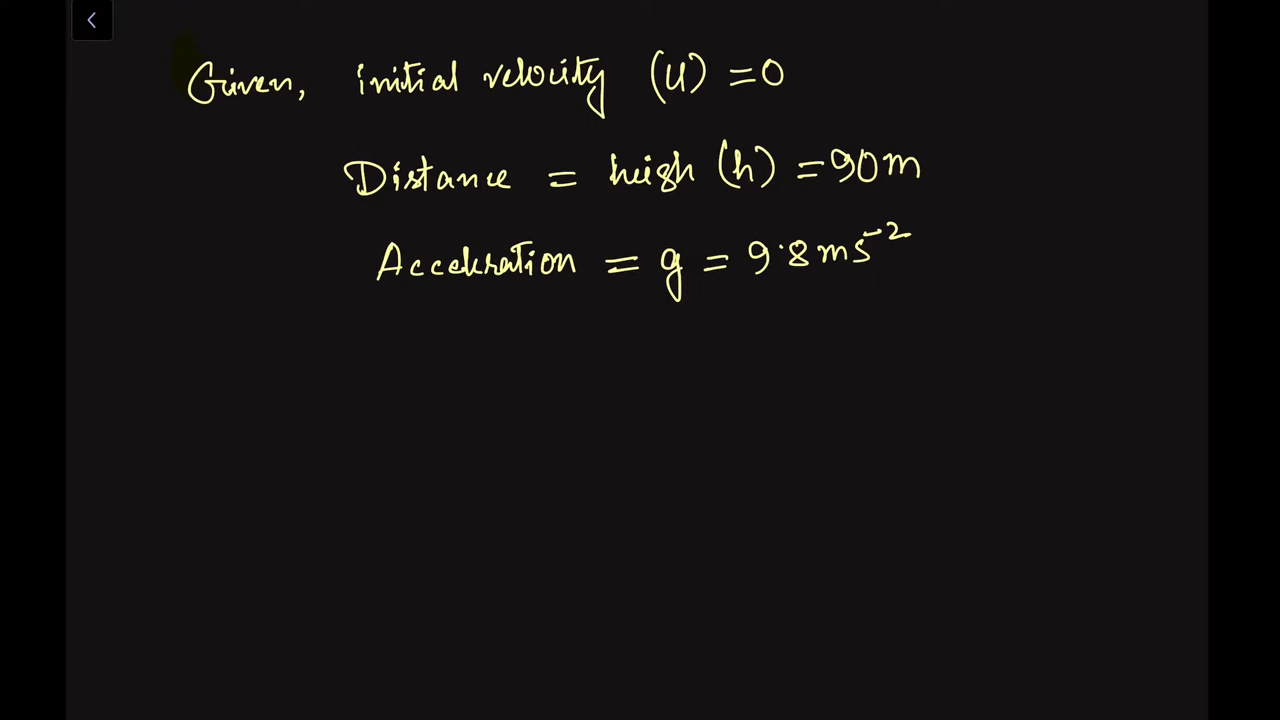 Given, initial velocity (u) = 0
Distance = heigh (h) = 90m
Acceleration = g = 9.8 ms⁻²